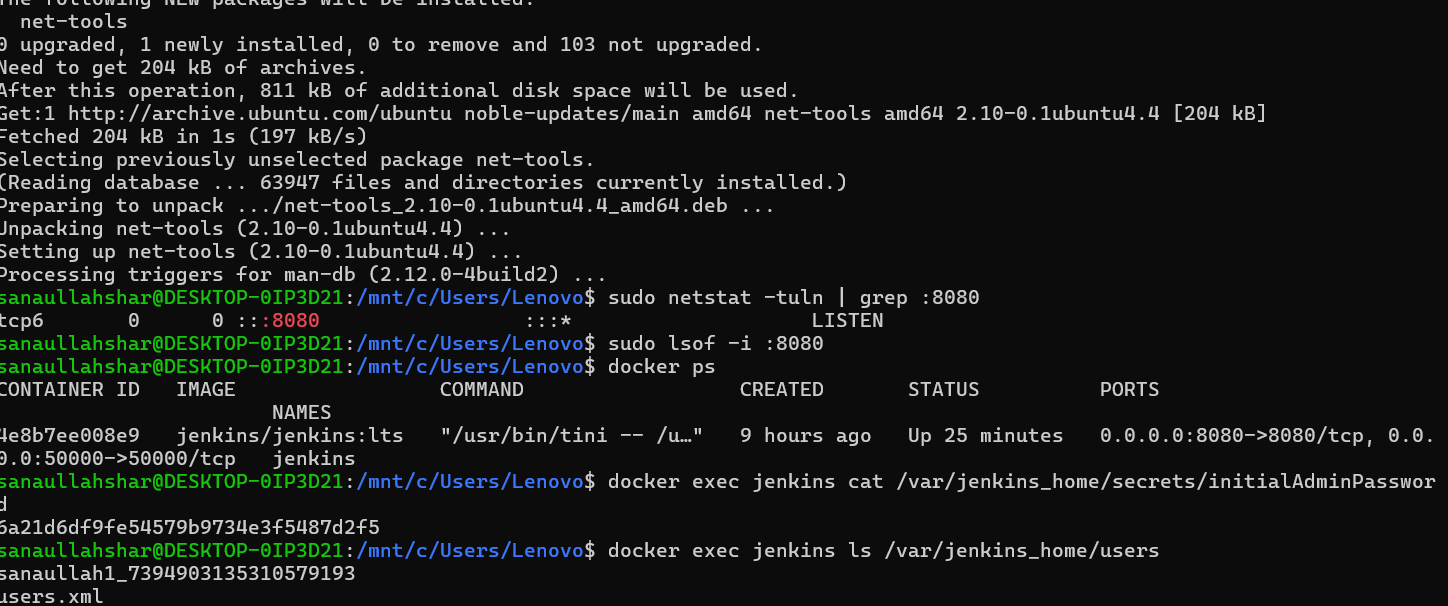 The following NEW packages will be installed:
  net-tools
0 upgraded, 1 newly installed, 0 to remove and 103 not upgraded.
Need to get 204 kB of archives.
After this operation, 811 kB of additional disk space will be used.
Get:1 http://archive.ubuntu.com/ubuntu noble-updates/main amd64 net-tools amd64 2.10-0.1ubuntu4.4 [204 kB]
Fetched 204 kB in 1s (197 kB/s)
Selecting previously unselected package net-tools.
(Reading database ... 63947 files and directories currently installed.)
Preparing to unpack .../net-tools_2.10-0.1ubuntu4.4_amd64.deb ...
Unpacking net-tools (2.10-0.1ubuntu4.4) ...
Setting up net-tools (2.10-0.1ubuntu4.4) ...
Processing triggers for man-db (2.12.0-4build2) ...
sanaullahshar@DESKTOP-0IP3D21:/mnt/c/Users/Lenovo$ sudo netstat -tuln | grep :8080
tcp6       0      0 :::8080                 :::*                    LISTEN
sanaullahshar@DESKTOP-0IP3D21:/mnt/c/Users/Lenovo$ sudo lsof -i :8080
sanaullahshar@DESKTOP-0IP3D21:/mnt/c/Users/Lenovo$ docker ps
CONTAINER ID   IMAGE                 COMMAND                  CREATED       STATUS          PORTS
                       NAMES
4e8b7ee008e9   jenkins/jenkins:lts   "/usr/bin/tini -- /u…"   9 hours ago   Up 25 minutes   0.0.0.0:8080->8080/tcp, 0.0.
0.0:50000->50000/tcp   jenkins
sanaullahshar@DESKTOP-0IP3D21:/mnt/c/Users/Lenovo$ docker exec jenkins cat /var/jenkins_home/secrets/initialAdminPasswor
d
6a21d6df9fe54579b9734e3f5487d2f5
sanaullahshar@DESKTOP-0IP3D21:/mnt/c/Users/Lenovo$ docker exec jenkins ls /var/jenkins_home/users
sanaullah1_7394903135310579193
users.xml